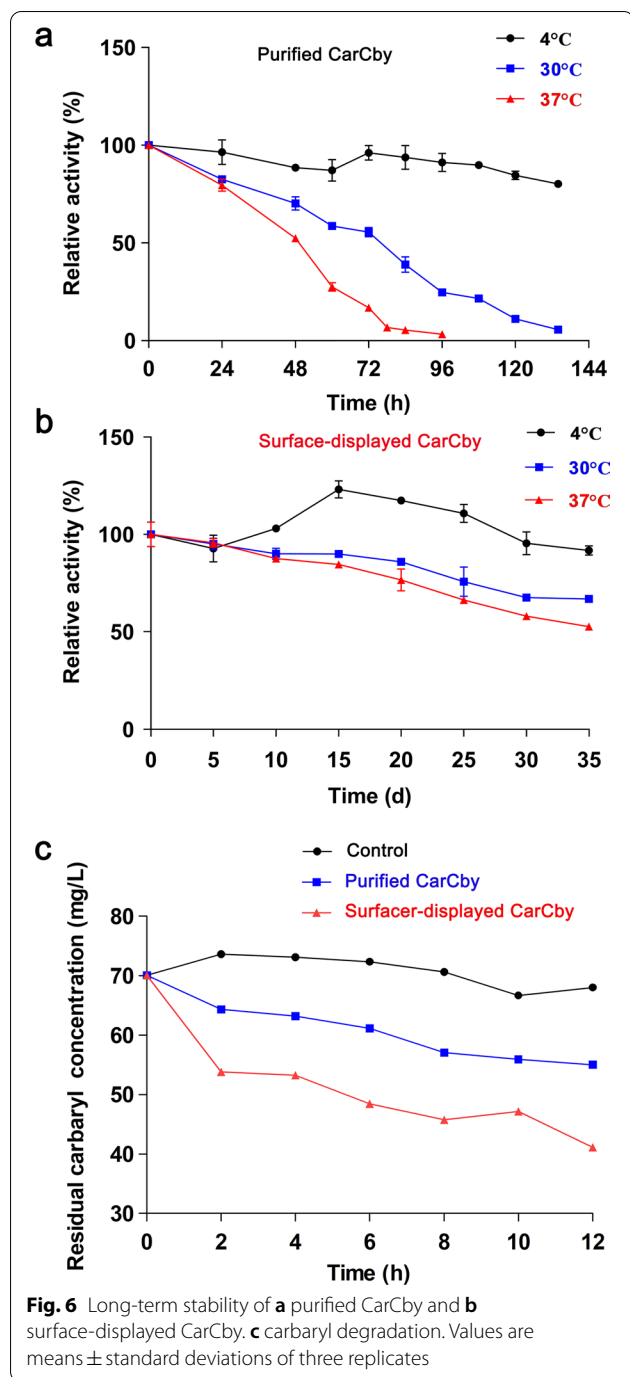 a
Purified CarCby
4°C
30°C
37°C
Relative activity (%)
150
100
50
0
0 24 48 72 96 120 144
Time (h)
b
Surface-displayed CarCby
4°C
30°C
37°C
Relative activity (%)
150
100
50
0
0 5 10 15 20 25 30 35
Time (d)
c
Control
Purified CarCby
Surfacer-displayed CarCby
Residual carbaryl concentration (mg/L)
80
70
60
50
40
30
0 2 4 6 8 10 12
Time (h)
Fig. 6 Long-term stability of a purified CarCby and b
surface-displayed CarCby. c carbaryl degradation. Values are
means ± standard deviations of three replicates